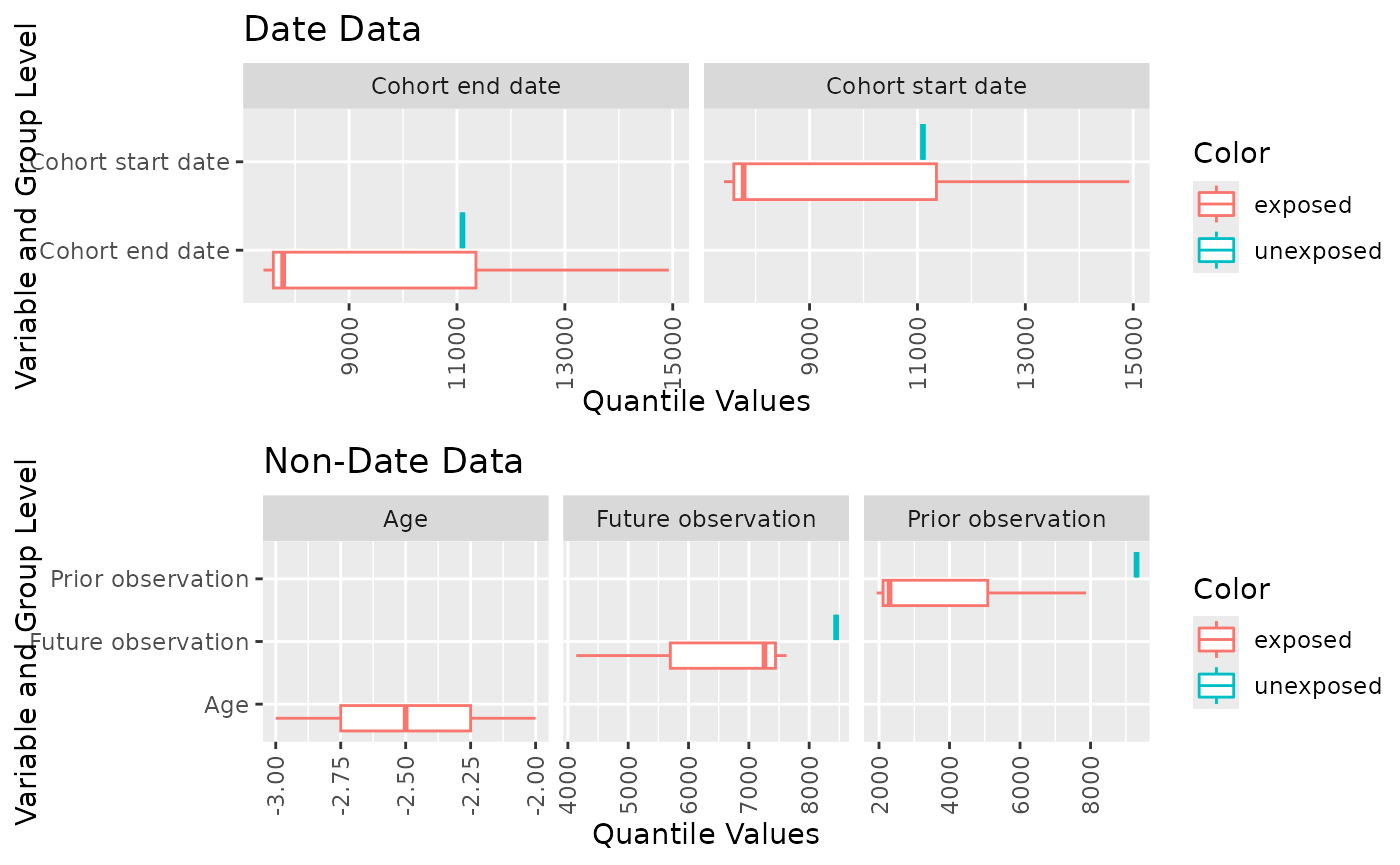 Date Data
Cohort end date
Cohort start date
Variable and Group Level
Cohort start date
Cohort end date
9000
11000
13000
15000
9000
11000
13000
15000
Quantile Values
Color
exposed
unexposed
Non-Date Data
Age
Future observation
Prior observation
Variable and Group Level
Prior observation
Future observation
Age
-3.00
-2.75
-2.50
-2.25
-2.00
4000
5000
6000
7000
8000
2000
4000
6000
8000
Quantile Values
Color
exposed
unexposed